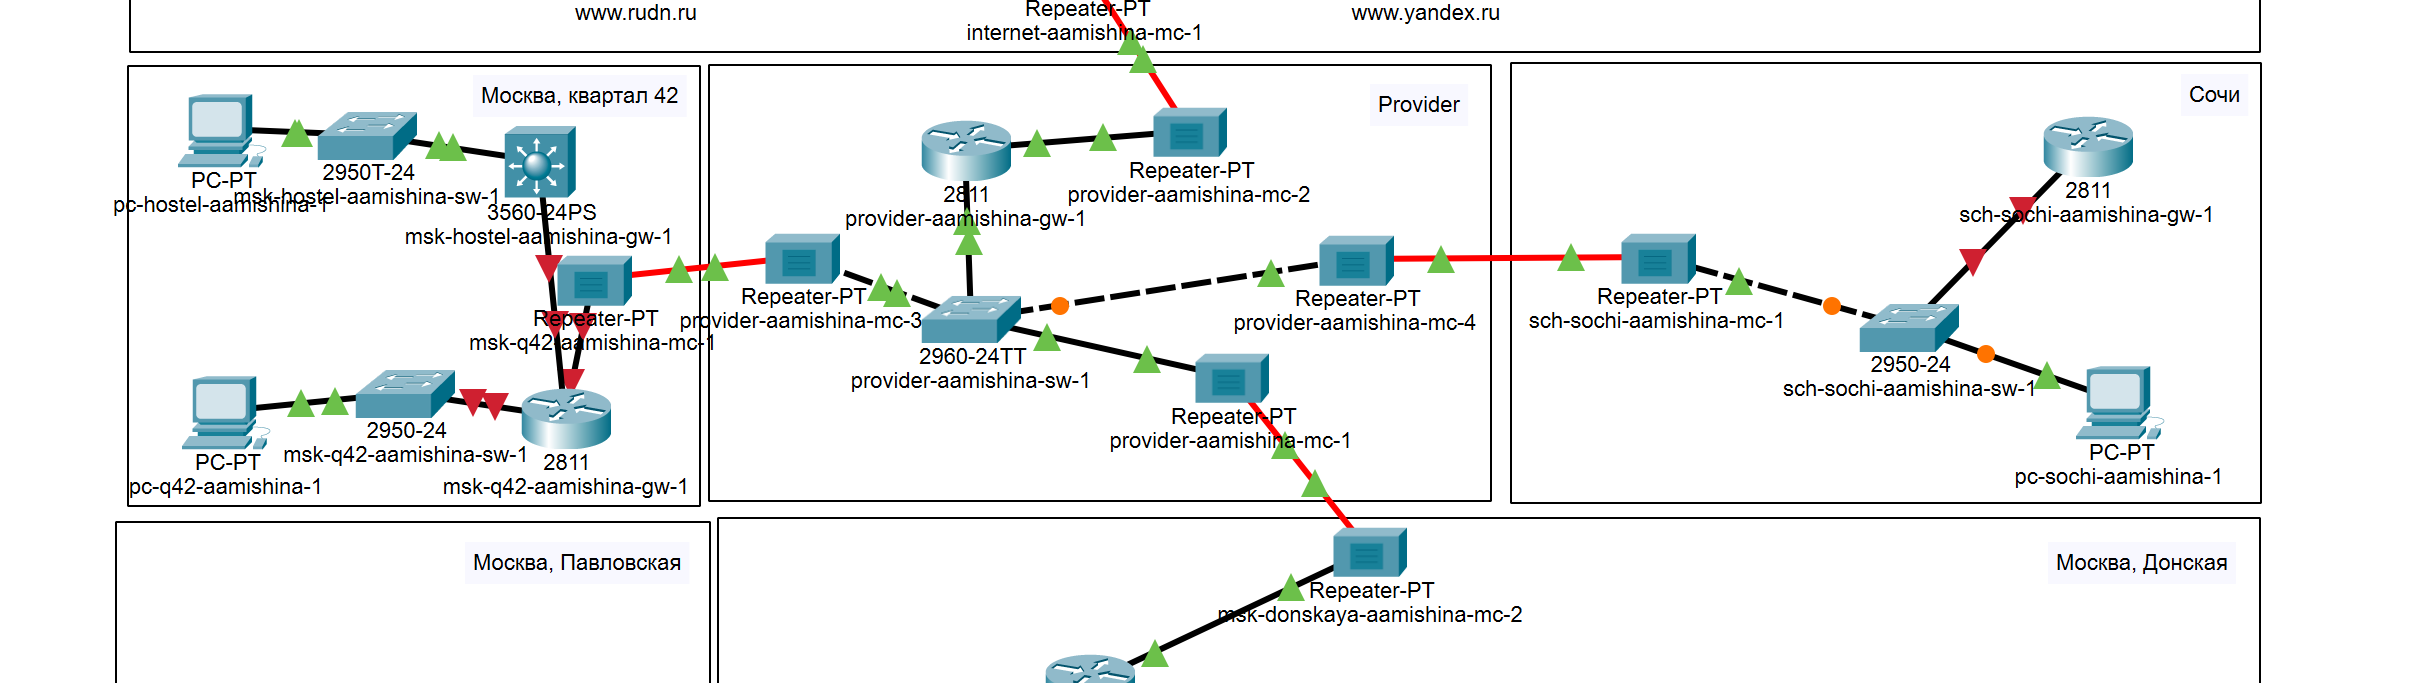 www.rudn.ru
Repeater-PT
internet-aamishina-mc-1
www.yandex.ru
Москва, квартал 42
PC-PT
pc-hostel-aamishina-1
2950T-24
msk-hostel-aamishina-sw-1
3560-24PS
msk-hostel-aamishina-gw-1
Repeater-PT
msk-q42-aamishina-mc-1
PC-PT
pc-q42-aamishina-1
2950-24
msk-q42-aamishina-sw-1
2811
msk-q42-aamishina-gw-1
Provider
2811
provider-aamishina-gw-1
Repeater-PT
provider-aamishina-mc-2
Repeater-PT
provider-aamishina-mc-3
Repeater-PT
provider-aamishina-mc-4
2960-24TT
provider-aamishina-sw-1
Repeater-PT
provider-aamishina-mc-1
Сочи
2811
sch-sochi-aamishina-gw-1
Repeater-PT
sch-sochi-aamishina-mc-1
2950-24
sch-sochi-aamishina-sw-1
PC-PT
pc-sochi-aamishina-1
Москва, Павловская
Москва, Донская
Repeater-PT
msk-donskaya-aamishina-mc-2